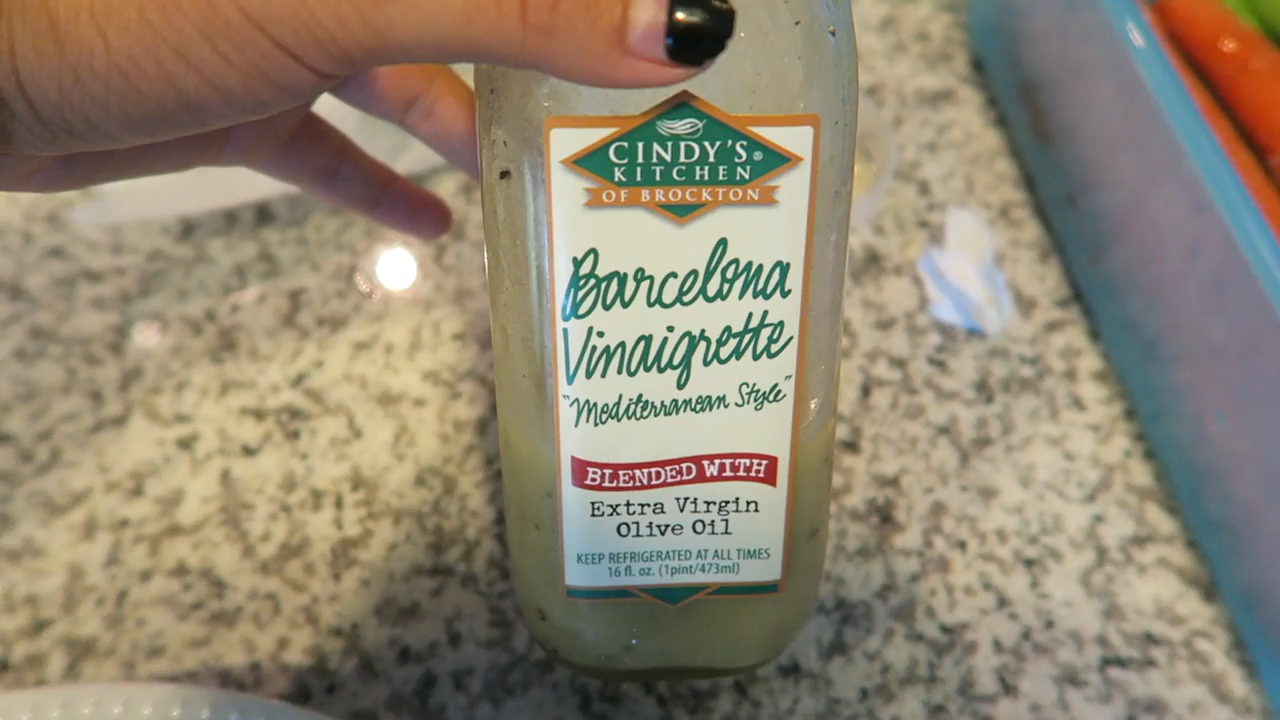 CINDY'S®
KITCHEN
OF BROCKTON
Barcelona
Vinaigrette
"Mediterranean Style"
BLENDED WITH
Extra Virgin
Olive Oil
KEEP REFRIGERATED AT ALL TIMES
16 fl. oz. (1pint/473ml)